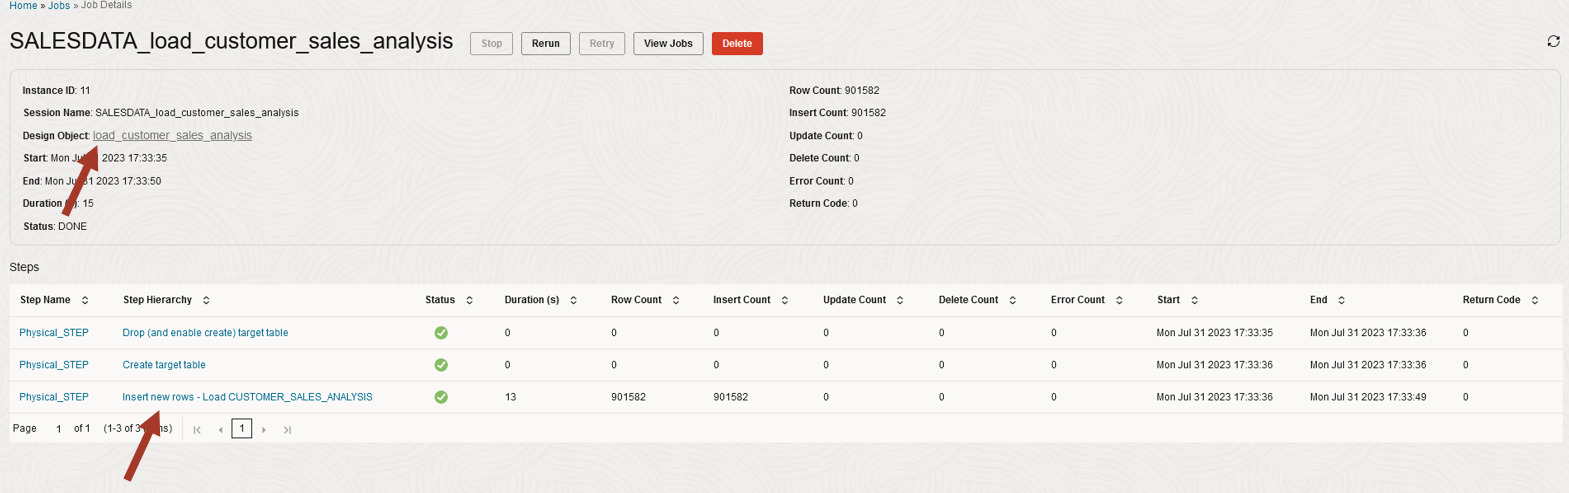 Home » Jobs » Job Details
SALESDATA_load_customer_sales_analysis Stop Rerun Retry View Jobs Delete
Instance ID: 11 Row Count: 901582
Session Name: SALESDATA_load_customer_sales_analysis Insert Count: 901582
Design Object: load_customer_sales_analysis Update Count: 0
Start: Mon 2023 17:33:35 Delete Count: 0
End: Mon 31 2023 17:33:50 Error Count: 0
Duration 15 Return Code: 0
Status: DONE
Steps
Step Name Step Hierarchy Status Duration (s) Row Count Insert Count Update Count Delete Count Error Count Start End Return Code
Physical_STEP Drop (and enable create) target table 0 0 0 0 0 0 Mon Jul 31 2023 17:33:35 Mon Jul 31 2023 17:33:36 0
Physical_STEP Create target table 0 0 0 0 0 0 Mon Jul 31 2023 17:33:36 Mon Jul 31 2023 17:33:36 0
Physical_STEP Insert new rows - Load CUSTOMER_SALES_ANALYSIS 13 901582 901582 0 0 0 Mon Jul 31 2023 17:33:36 Mon Jul 31 2023 17:33:49 0
Page 1 of 1 (1-3 of 3 1